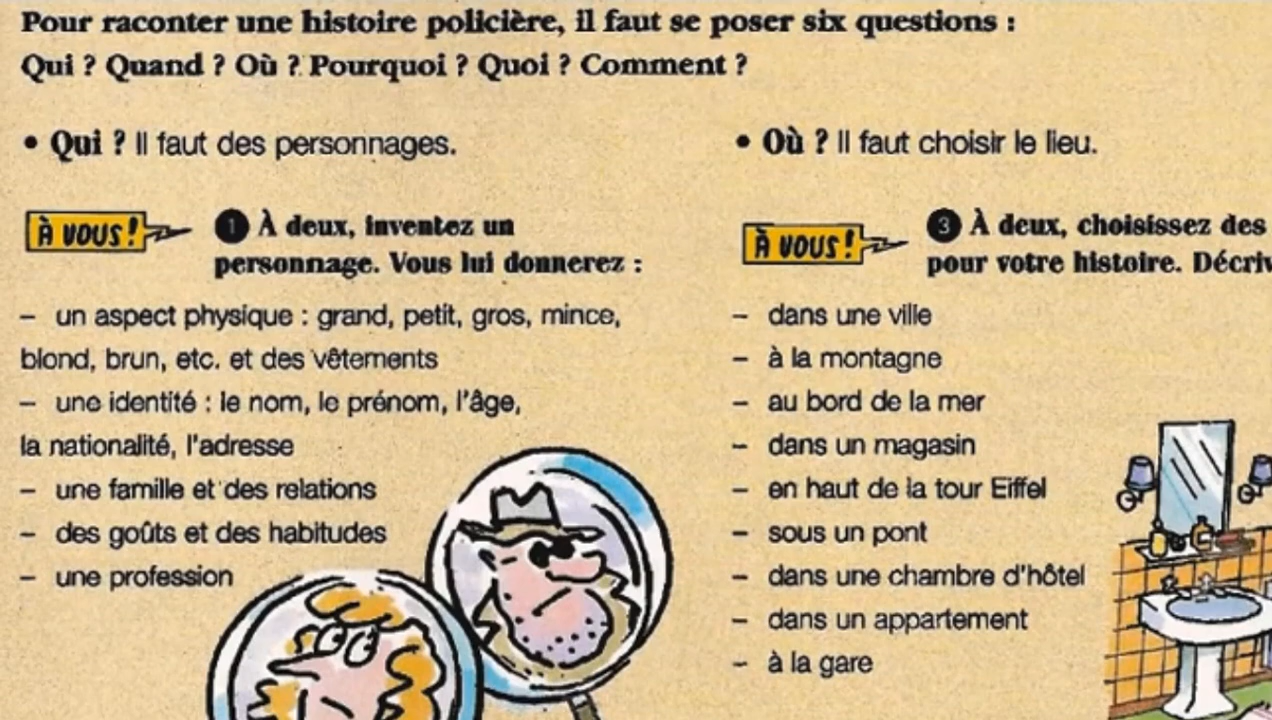 Pour raconter une histoire policière, il faut se poser six questions :
Qui ? Quand ? Où ? Pourquoi ? Quoi ? Comment ?
• Qui ? Il faut des personnages.
À VOUS !
1 À deux, inventez un
personnage. Vous lui donnerez :
– un aspect physique : grand, petit, gros, mince,
blond, brun, etc. et des vêtements
– une identité : le nom, le prénom, l'âge,
la nationalité, l'adresse
– une famille et des relations
– des goûts et des habitudes
– une profession
• Où ? Il faut choisir le lieu.
À VOUS !
3 À deux, choisissez des
pour votre histoire. Décriv
– dans une ville
– à la montagne
– au bord de la mer
– dans un magasin
– en haut de la tour Eiffel
– sous un pont
– dans une chambre d'hôtel
– dans un appartement
– à la gare